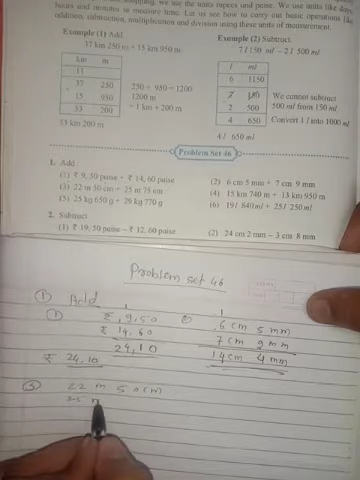 hours and minutes to measure time. Let us see how to carry out basic operations like
addition, subtraction, multiplication and division using these units of measurement.
Example (1) Add
37 km 250 m + 15 km 950 m
km m
11
37 250
15 950
53 200
250 + 950 = 1200
1200 m
= 1 km + 200 m
53 km 200 m
Example (2) Subtract
7 l 150 ml – 2 l 500 ml
l ml
6 1150
7 150
2 500
4 650
We cannot subtract
500 ml from 150 ml
Convert 1 l into 1000 ml
4 l 650 ml
Problem Set 46
1. Add
(1) ₹ 9, 50 paise + ₹ 14, 60 paise
(2) 6 cm 5 mm + 7 cm 9 mm
(3) 22 m 50 cm + 25 m 75 cm
(4) 15 km 740 m + 13 km 950 m
(5) 25 kg 650 g + 29 kg 770 g
(6) 19 l 840 ml + 25 l 250 ml
2. Subtract
(1) ₹ 19, 50 paise – ₹ 12, 60 paise
(2) 24 cm 2 mm – 3 cm 8 mm
Problem set 46
① Add
① 1
₹ 9,50
₹ 14,60
24,10
₹ 24,10
② 1
6 cm 5 mm
7 cm 9 mm
14 cm 4 mm
③ 22 m 50 cm
25 m